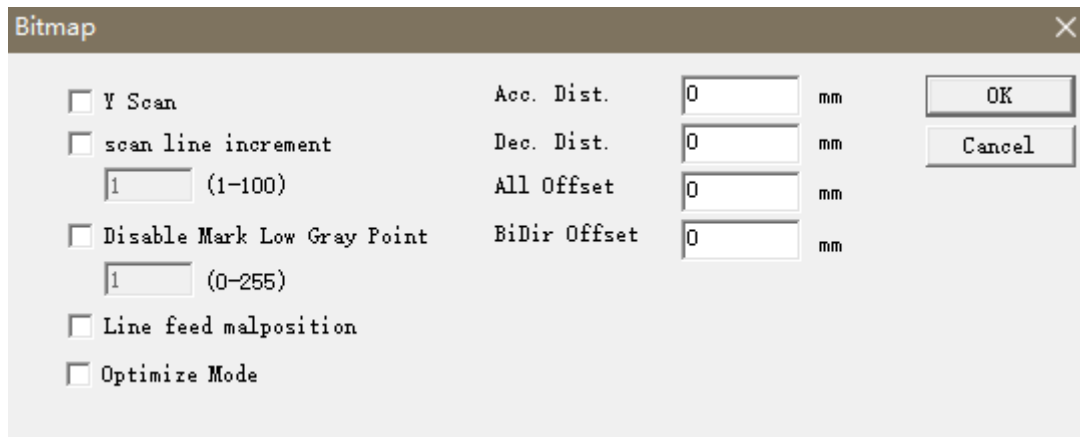 Bitmap
Y Scan
scan line increment
1 (1-100)
Disable Mark Low Gray Point
1 (0-255)
Line feed malposition
Optimize Mode
Acc. Dist. 0 mm
Dec. Dist. 0 mm
All Offset 0 mm
BiDir Offset 0 mm
OK
Cancel